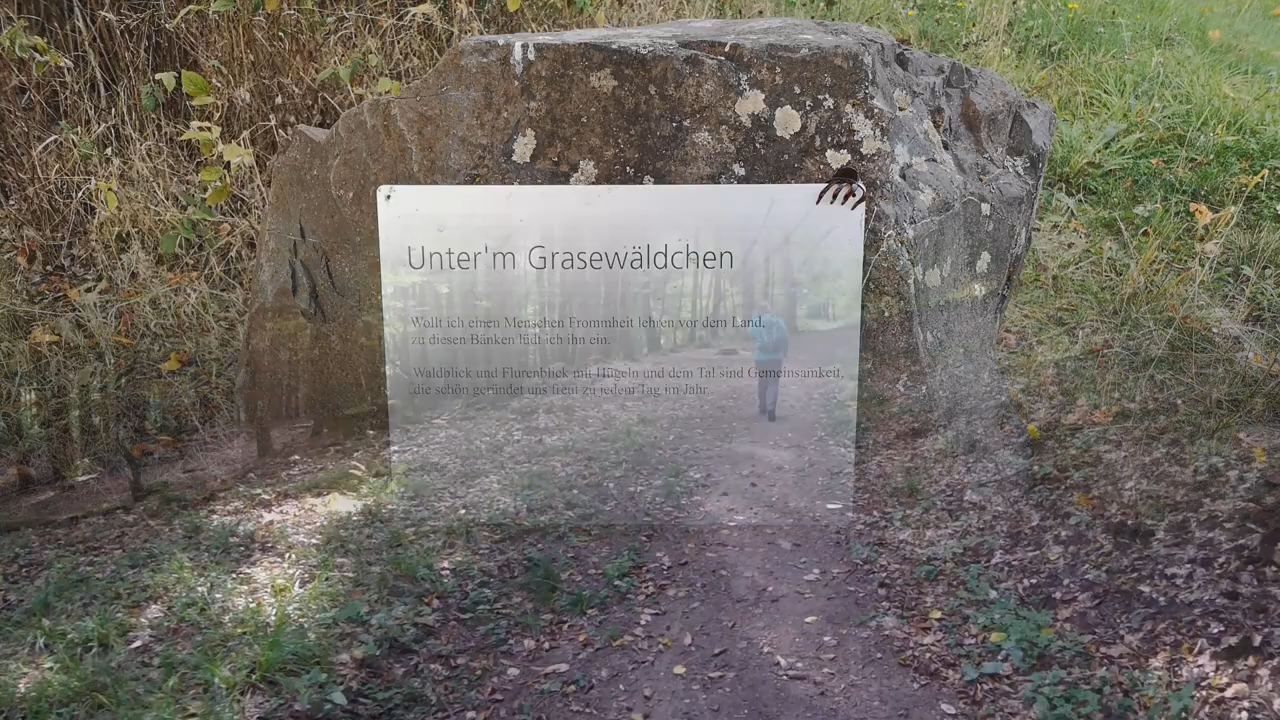 Unter'm Grasewäldchen
Wollt ich einen Menschen Frommheit lehren vor dem Land,
zu diesen Bänken lüdt ich ihn ein.
Waldblick und Flurenblick mit Hügeln und dem Tal sind Gemeinsamkeit,
die schön geründet uns freut zu jedem Tag im Jahr.